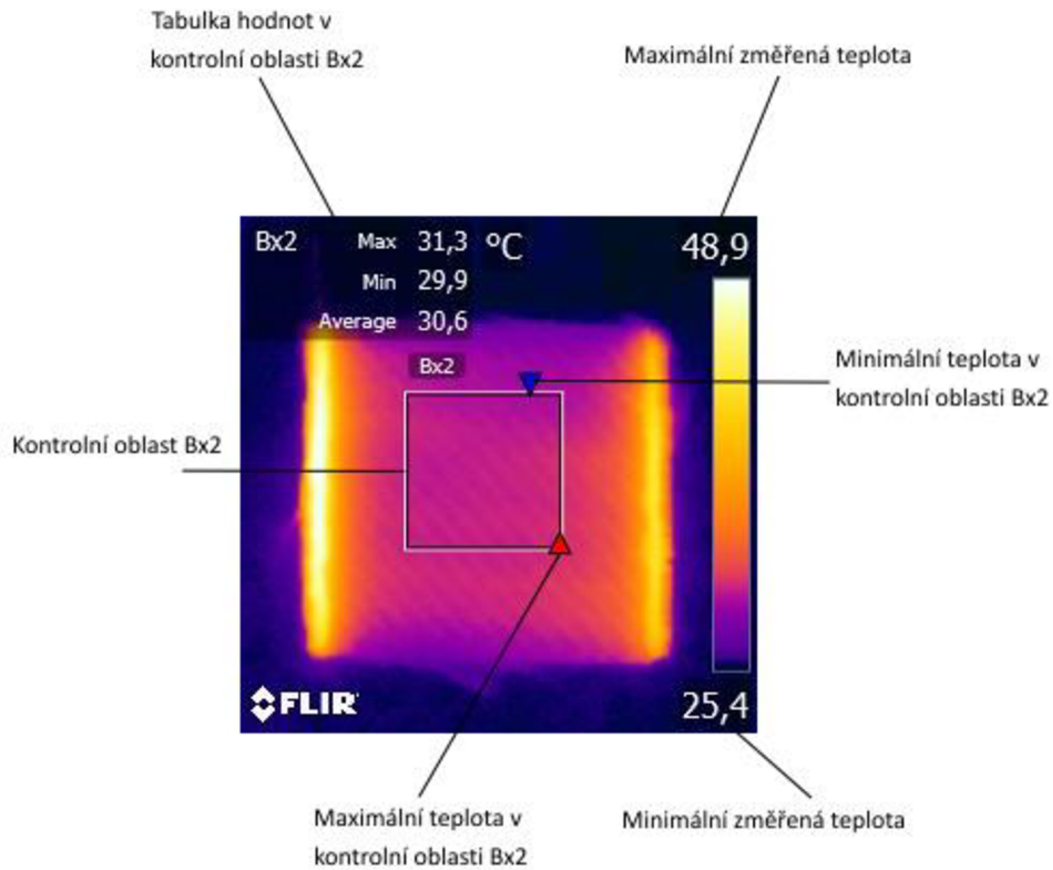 Tabulka hodnot v
kontrolní oblasti Bx2
Maximální změřená teplota
Bx2 Max 31,3 °C 48,9
Min 29,9
Average 30,6
Bx2
Minimální teplota v
kontrolní oblasti Bx2
Kontrolní oblast Bx2
FLIR
25,4
Maximální teplota v
kontrolní oblasti Bx2
Minimální změřená teplota